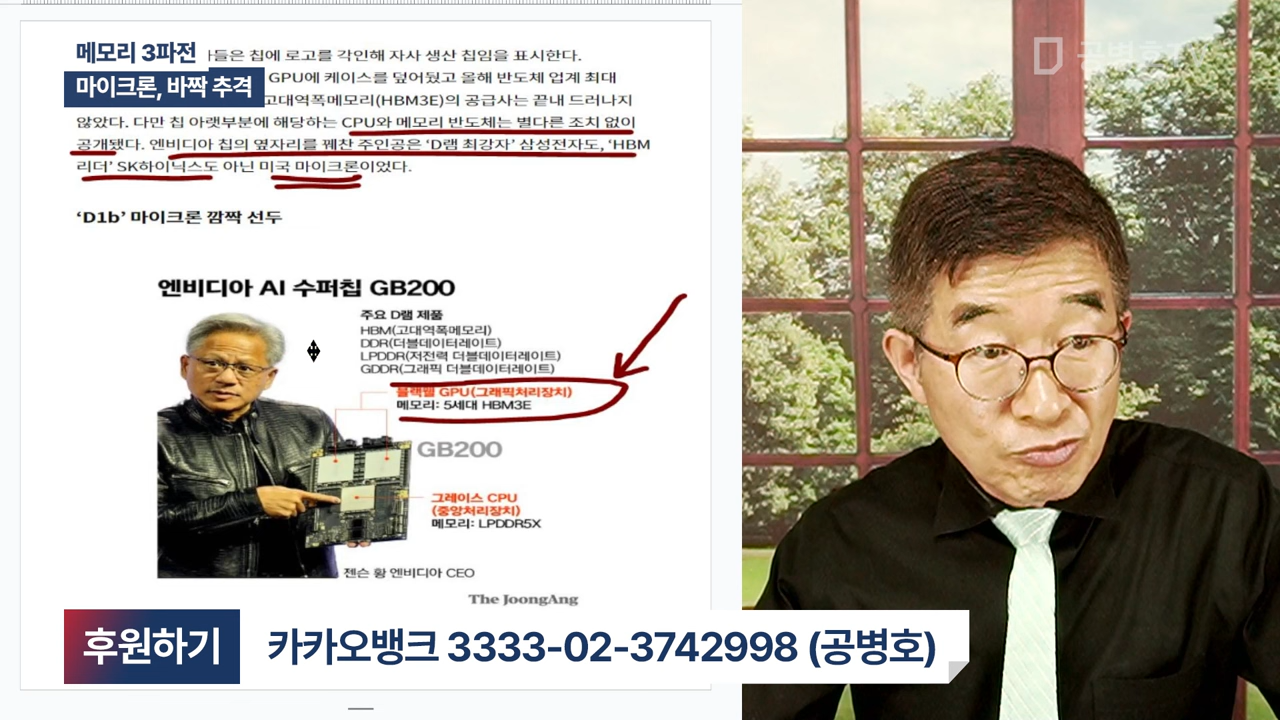 메모리 3파전
마이크론, 바짝 추격
들은 칩에 로고를 각인해 자사 생산 칩임을 표시한다.
GPU에 케이스를 덮어뒀고 올해 반도체 업계 최대
고대역폭메모리(HBM3E)의 공급사는 끝내 드러나지
않았다. 다만 칩 아랫부분에 해당하는 CPU와 메모리 반도체는 별다른 조치 없이
공개됐다. 엔비디아 칩의 옆자리를 꿰찬 주인공은 ‘D램 최강자’ 삼성전자도, ‘HBM
리더’ SK하이닉스도 아닌 미국 마이크론이었다.
‘D1b’ 마이크론 깜짝 선두
엔비디아 AI 수퍼칩 GB200
주요 D램 제품
HBM(고대역폭메모리)
DDR(더블데이터레이트)
LPDDR(저전력 더블데이터레이트)
GDDR(그래픽 더블데이터레이트)
블랙웰 GPU(그래픽처리장치)
메모리: 5세대 HBM3E
GB200
그레이스 CPU
(중앙처리장치)
메모리: LPDDR5X
젠슨 황 엔비디아 CEO
The JoongAng
공병호TV
후원하기
카카오뱅크 3333-02-3742998 (공병호)